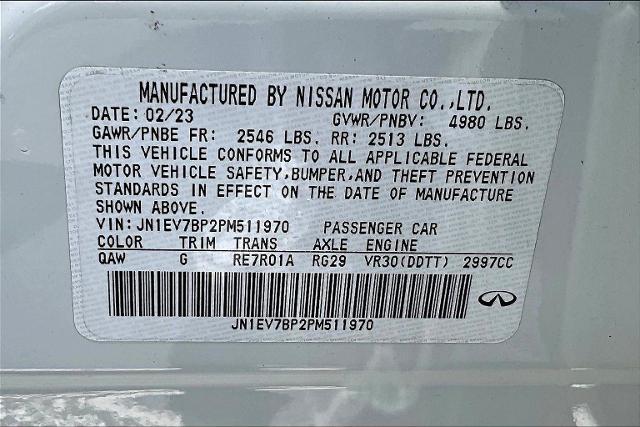 MANUFACTURED BY NISSAN MOTOR CO.,LTD.
DATE: 02/23 GVWR/PNBV: 4980 LBS.
GAWR/PNBE FR: 2546 LBS. RR: 2513 LBS.
THIS VEHICLE CONFORMS TO ALL APPLICABLE FEDERAL
MOTOR VEHICLE SAFETY,BUMPER,AND THEFT PREVENTION
STANDARDS IN EFFECT ON THE DATE OF MANUFACTURE
SHOWN ABOVE.
VIN:JN1EV7BP2PM511970 PASSENGER CAR
COLOR TRIM TRANS AXLE ENGINE
QAW G RE7R01A RG29 VR30(DDTT) 2997CC
JN1EV7BP2PM511970